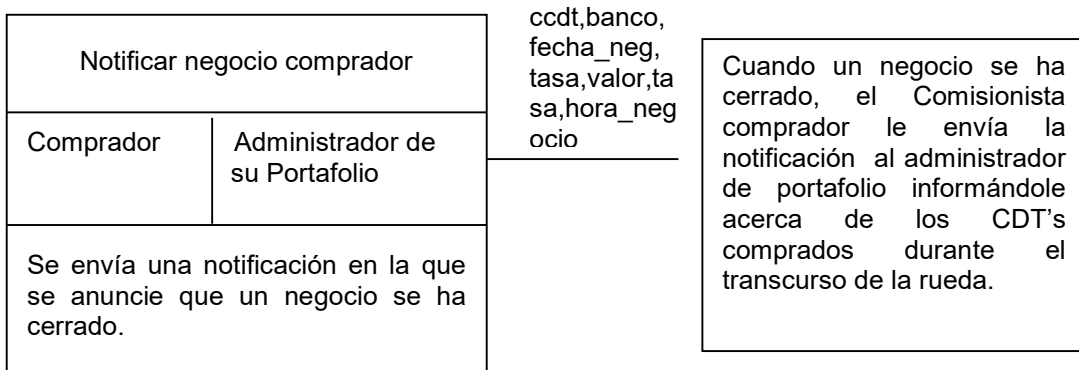 Notificar negocio comprador
Comprador
Administrador de
su Portafolio
Se envía una notificación en la que
se anuncie que un negocio se ha
cerrado.
ccdt,banco,
fecha_neg,
tasa,valor,ta
sa,hora_neg
ocio
Cuando un negocio se ha
cerrado, el Comisionista
comprador le envía la
notificación al administrador
de portafolio informándole
acerca de los CDT’s
comprados durante el
transcurso de la rueda.